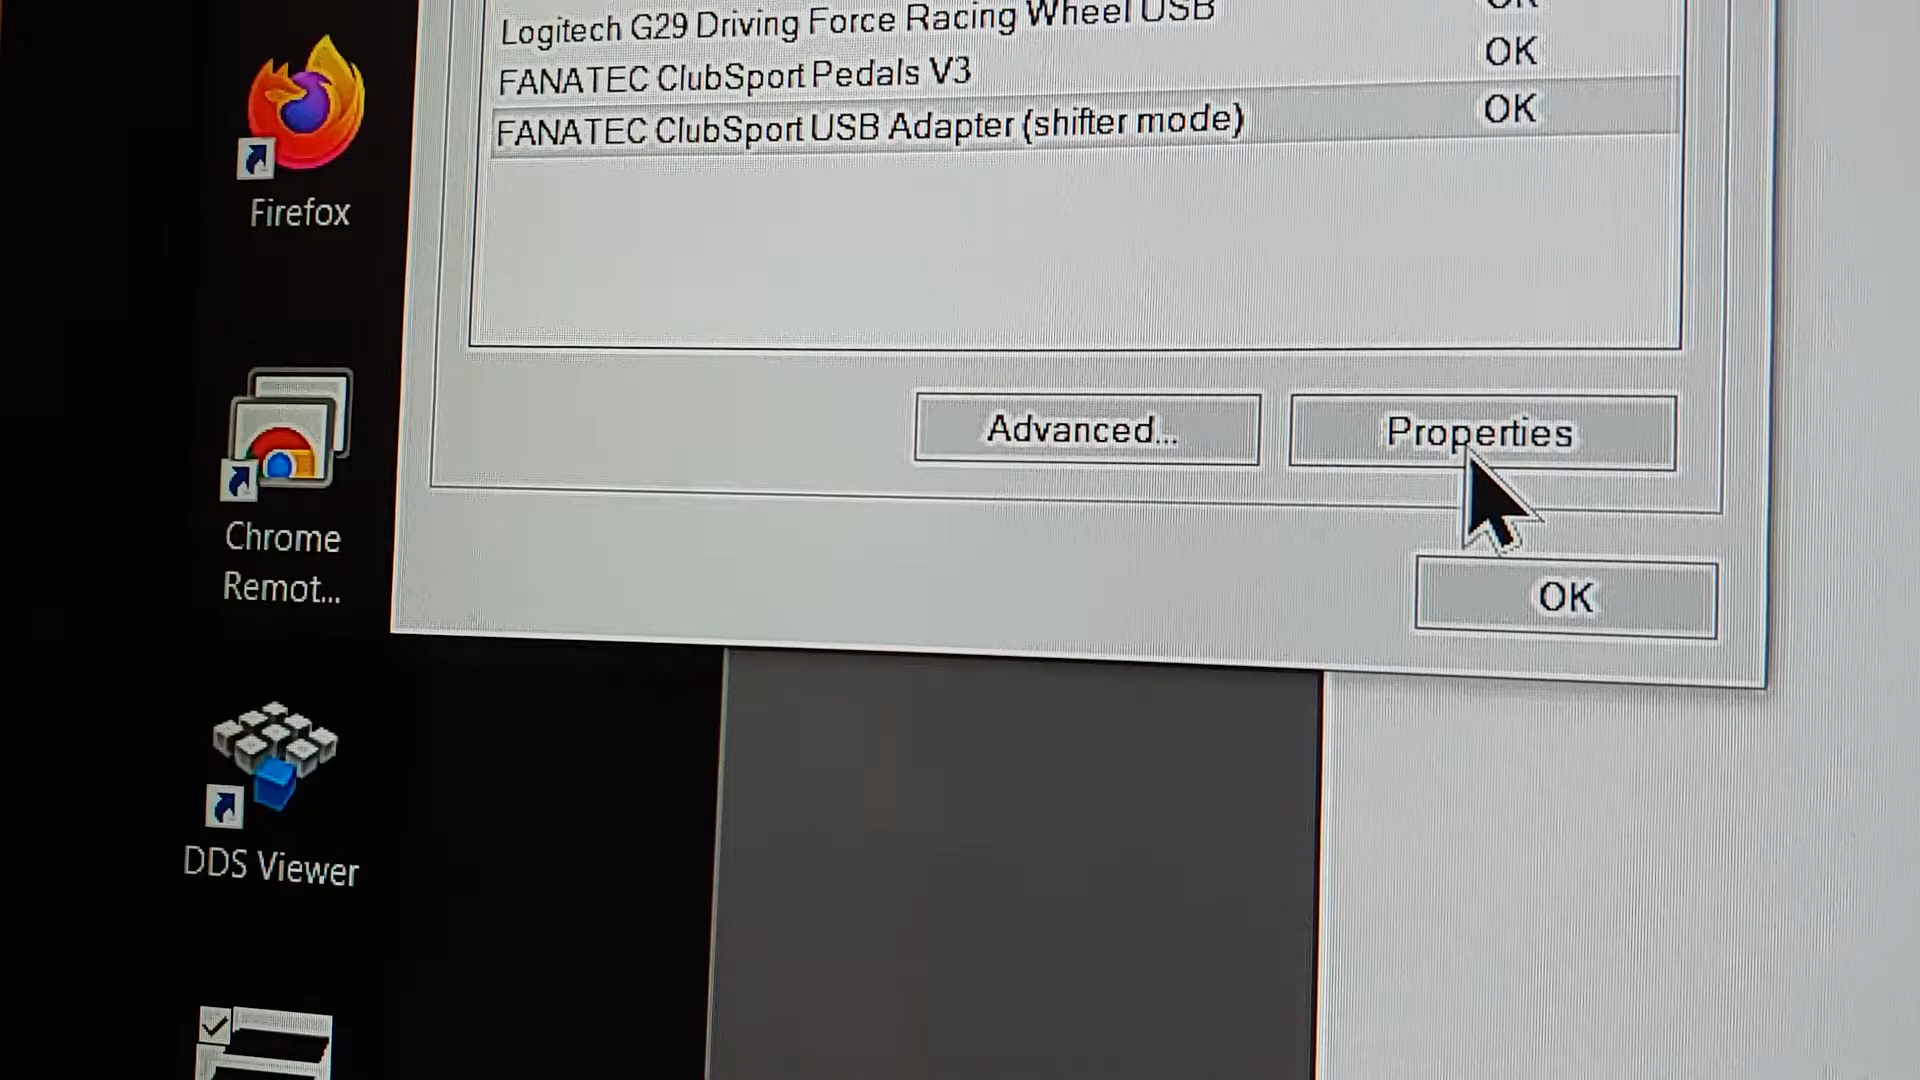 Logitech G29 Driving Force Racing Wheel USB OK
FANATEC ClubSport Pedals V3 OK
FANATEC ClubSport USB Adapter (shifter mode) OK
Advanced... Properties
OK
Firefox
Chrome
Remot...
DDS Viewer